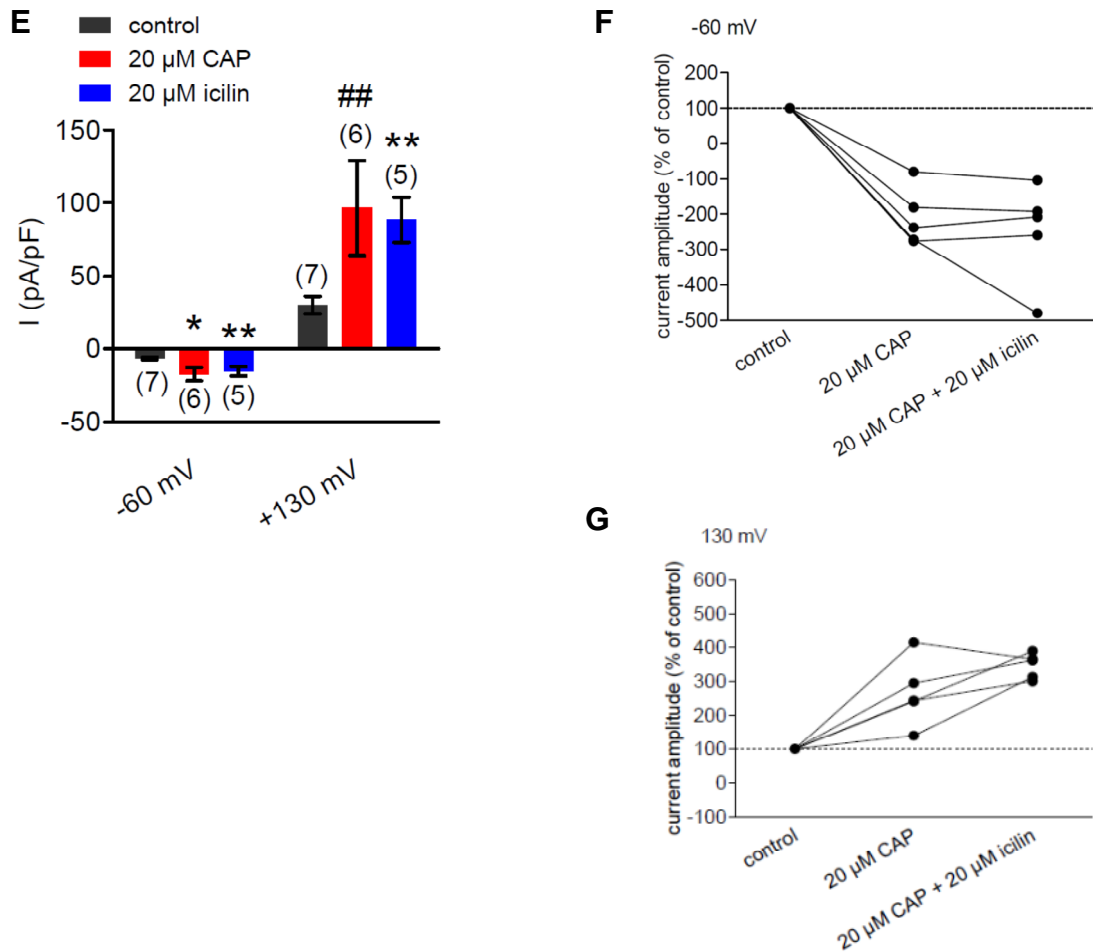 E
control
20 µM CAP
20 µM icilin
I (pA/pF)
150
100
50
0
-50
(7)
*
(6)
**
(5)
(7)
##
(6)
**
(5)
-60 mV
+130 mV
F
-60 mV
current amplitude (% of control)
200
100
0
-100
-200
-300
-400
-500
control
20 µM CAP
20 µM CAP + 20 µM icilin
G
130 mV
current amplitude (% of control)
600
500
400
300
200
100
0
-100
control
20 µM CAP
20 µM CAP + 20 µM icilin